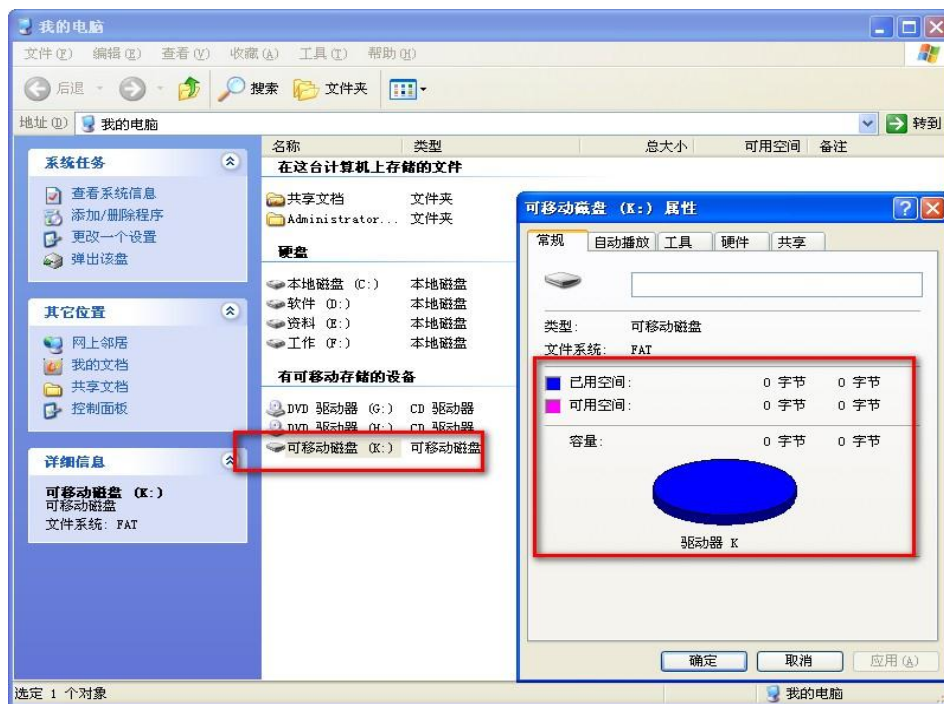 我的电脑
文件(F) 编辑(E) 查看(V) 收藏(A) 工具(T) 帮助(H)
后退 搜索 文件夹
地址(D) 我的电脑 转到
系统任务
查看系统信息
添加/删除程序
更改一个设置
弹出该盘
其它位置
网上邻居
我的文档
共享文档
控制面板
详细信息
可移动磁盘 (K:)
可移动磁盘
文件系统: FAT
名称 类型 总大小 可用空间 备注
在这台计算机上存储的文件
共享文档 文件夹
Administrator... 文件夹
硬盘
本地磁盘 (C:) 本地磁盘
软件 (D:) 本地磁盘
资料 (E:) 本地磁盘
工作 (F:) 本地磁盘
有可移动存储的设备
DVD 驱动器 (G:) CD 驱动器
DVD 驱动器 (H:) CD 驱动器
可移动磁盘 (K:) 可移动磁盘
可移动磁盘 (K:) 属性
常规 自动播放 工具 硬件 共享
类型: 可移动磁盘
文件系统: FAT
已用空间: 0 字节 0 字节
可用空间: 0 字节 0 字节
容量: 0 字节 0 字节
驱动器 K
确定 取消 应用(A)
选定 1 个对象 我的电脑